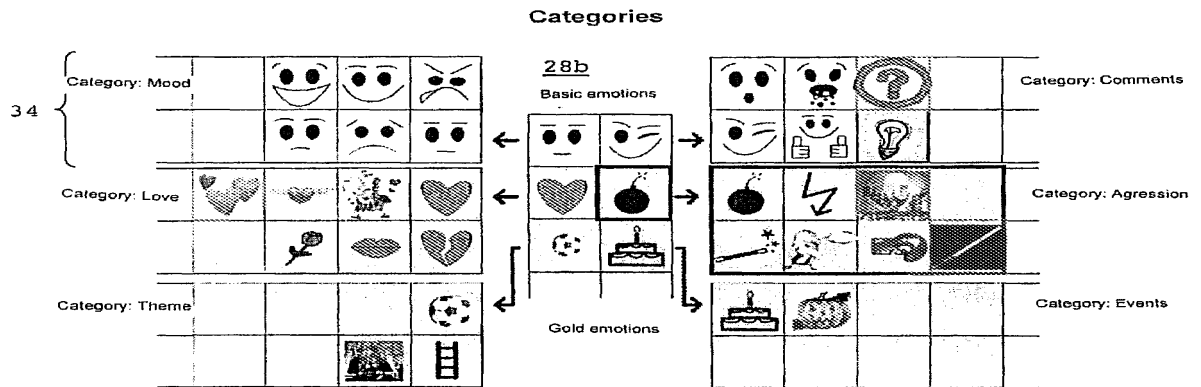 Categories
28b
Category: Mood
Basic emotions
Category: Comments
34
Category: Love
Category: Agression
Category: Theme
Gold emotions
Category: Events